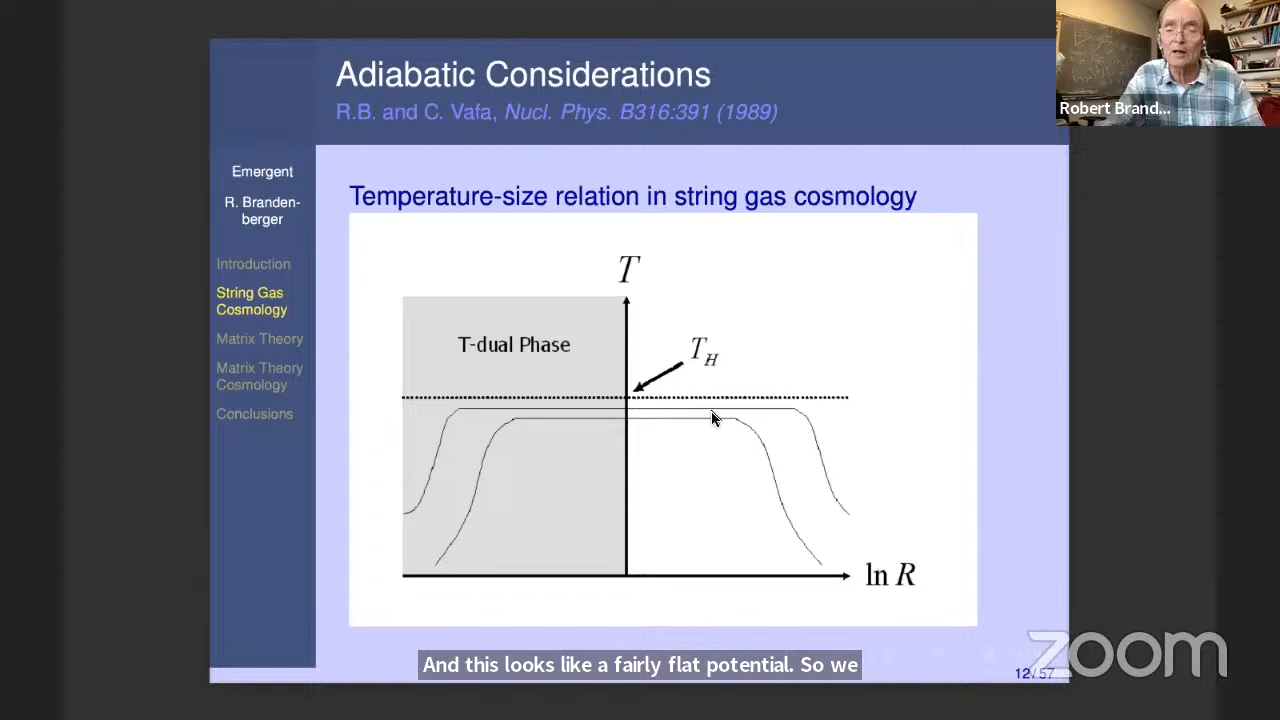 Adiabatic Considerations
R.B. and C. Vafa, Nucl. Phys. B316:391 (1989)
Robert Brand...
Emergent
R. Branden-
berger
Introduction
String Gas
Cosmology
Matrix Theory
Matrix Theory
Cosmology
Conclusions
Temperature-size relation in string gas cosmology
T
T-dual Phase
T_H
ln R
And this looks like a fairly flat potential. So we
12/57
zoom